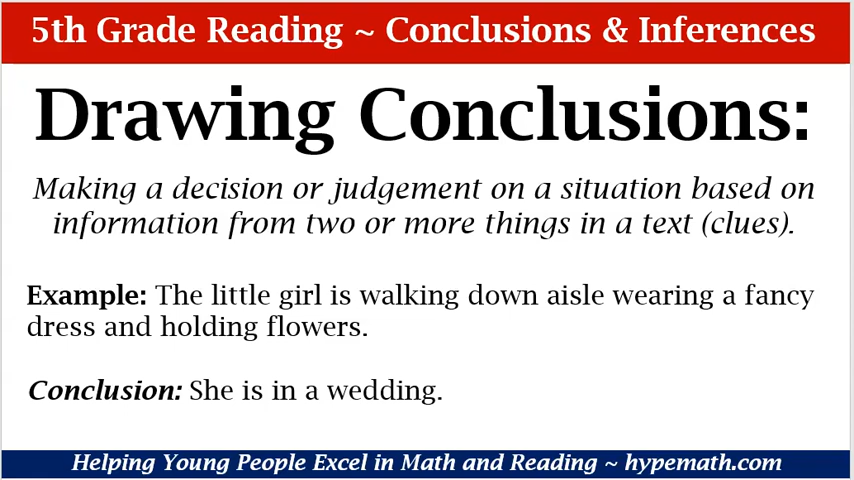 5th Grade Reading ~ Conclusions & Inferences
Drawing Conclusions:
Making a decision or judgement on a situation based on
information from two or more things in a text (clues).
Example: The little girl is walking down aisle wearing a fancy
dress and holding flowers.
Conclusion: She is in a wedding.
Helping Young People Excel in Math and Reading ~ hypemath.com